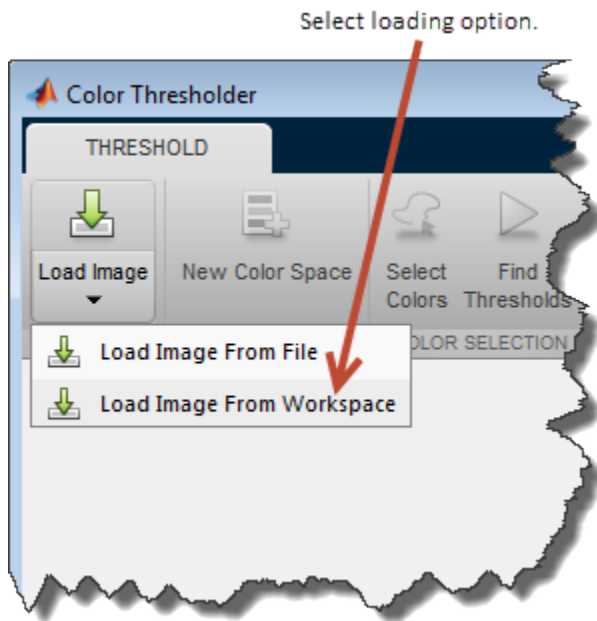 Select loading option.
Color Thresholder
THRESHOLD
Load Image
New Color Space
Select
Colors
Find
Thresholds
Load Image From File
OLOR SELECTION
Load Image From Workspace